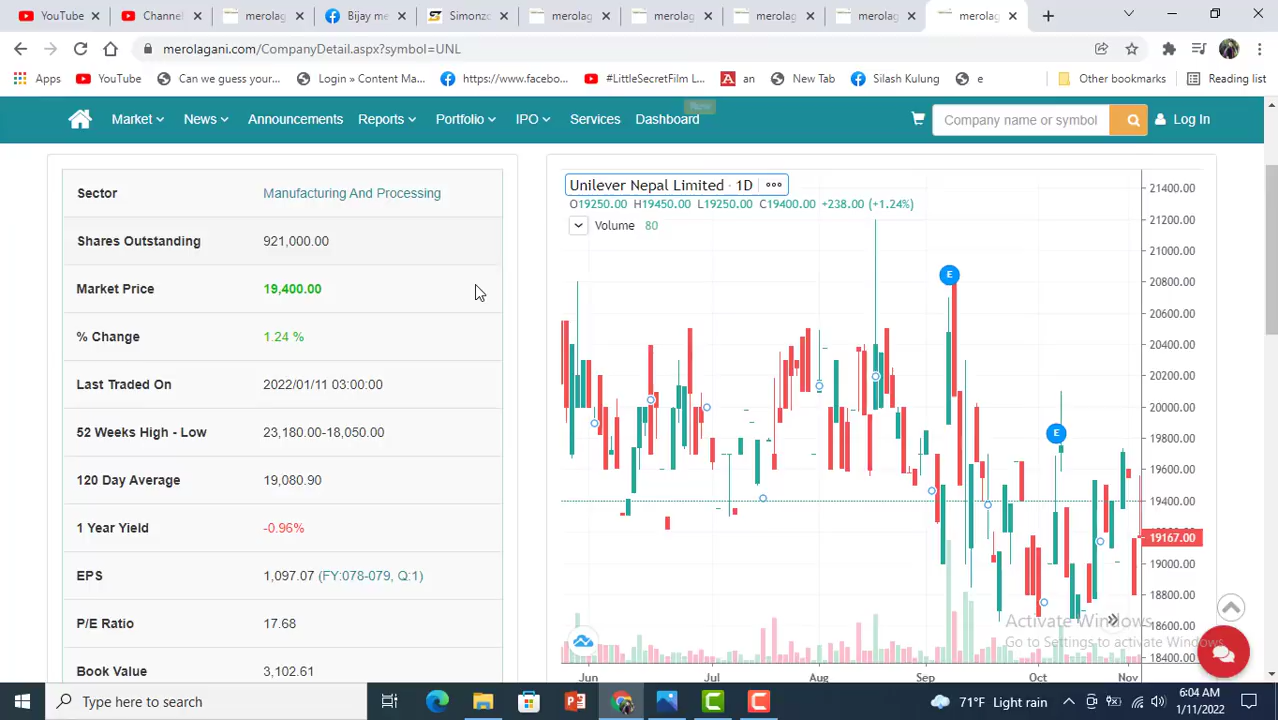 YouTube
Channel
merolag
Bijay me
Simonzo
merolag
merolag
merolag
merolag
merolag
merolagani.com/CompanyDetail.aspx?symbol=UNL
Apps
YouTube
Can we guess your...
Login » Content Ma...
https://www.facebo...
#LittleSecretFilm L...
an
New Tab
Silash Kulung
e
Other bookmarks
Reading list
Market
News
Announcements
Reports
Portfolio
IPO
Services
Dashboard
Company name or symbol
Log In
Sector Manufacturing And Processing
Shares Outstanding 921,000.00
Market Price 19,400.00
% Change 1.24 %
Last Traded On 2022/01/11 03:00:00
52 Weeks High - Low 23,180.00-18,050.00
120 Day Average 19,080.90
1 Year Yield -0.96%
EPS 1,097.07 (FY:078-079, Q:1)
P/E Ratio 17.68
Book Value 3,102.61
Unilever Nepal Limited · 1D
O19250.00 H19450.00 L19250.00 C19400.00 +238.00 (+1.24%)
Volume 80
E
E
21400.00
21200.00
21000.00
20800.00
20600.00
20400.00
20200.00
20000.00
19800.00
19600.00
19400.00
19167.00
19000.00
18800.00
18600.00
18400.00
Jun Jul Aug Sep Oct Nov
Activate Windows
Go to Settings to activate Windows.
Type here to search
71°F Light rain
6:04 AM
1/11/2022